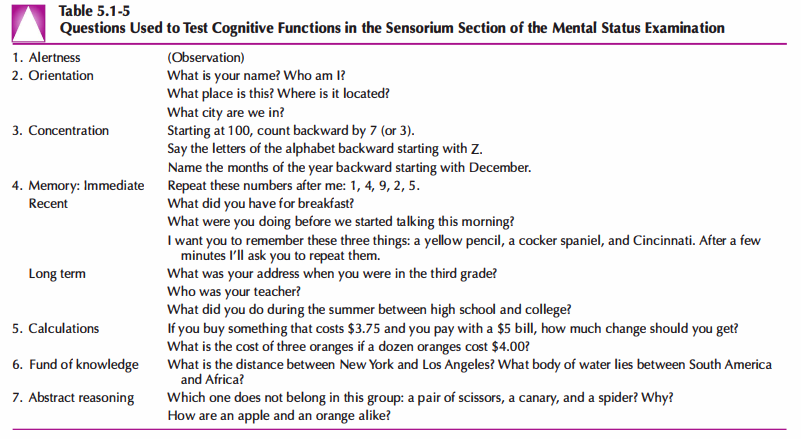 Table 5.1-5
Questions Used to Test Cognitive Functions in the Sensorium Section of the Mental Status Examination
1. Alertness (Observation)
2. Orientation What is your name? Who am I?
What place is this? Where is it located?
What city are we in?
3. Concentration Starting at 100, count backward by 7 (or 3).
Say the letters of the alphabet backward starting with Z.
Name the months of the year backward starting with December.
4. Memory: Immediate Repeat these numbers after me: 1, 4, 9, 2, 5.
Recent What did you have for breakfast?
What were you doing before we started talking this morning?
I want you to remember these three things: a yellow pencil, a cocker spaniel, and Cincinnati. After a few
minutes I'll ask you to repeat them.
Long term What was your address when you were in the third grade?
Who was your teacher?
What did you do during the summer between high school and college?
5. Calculations If you buy something that costs $3.75 and you pay with a $5 bill, how much change should you get?
What is the cost of three oranges if a dozen oranges cost $4.00?
6. Fund of knowledge What is the distance between New York and Los Angeles? What body of water lies between South America
and Africa?
7. Abstract reasoning Which one does not belong in this group: a pair of scissors, a canary, and a spider? Why?
How are an apple and an orange alike?